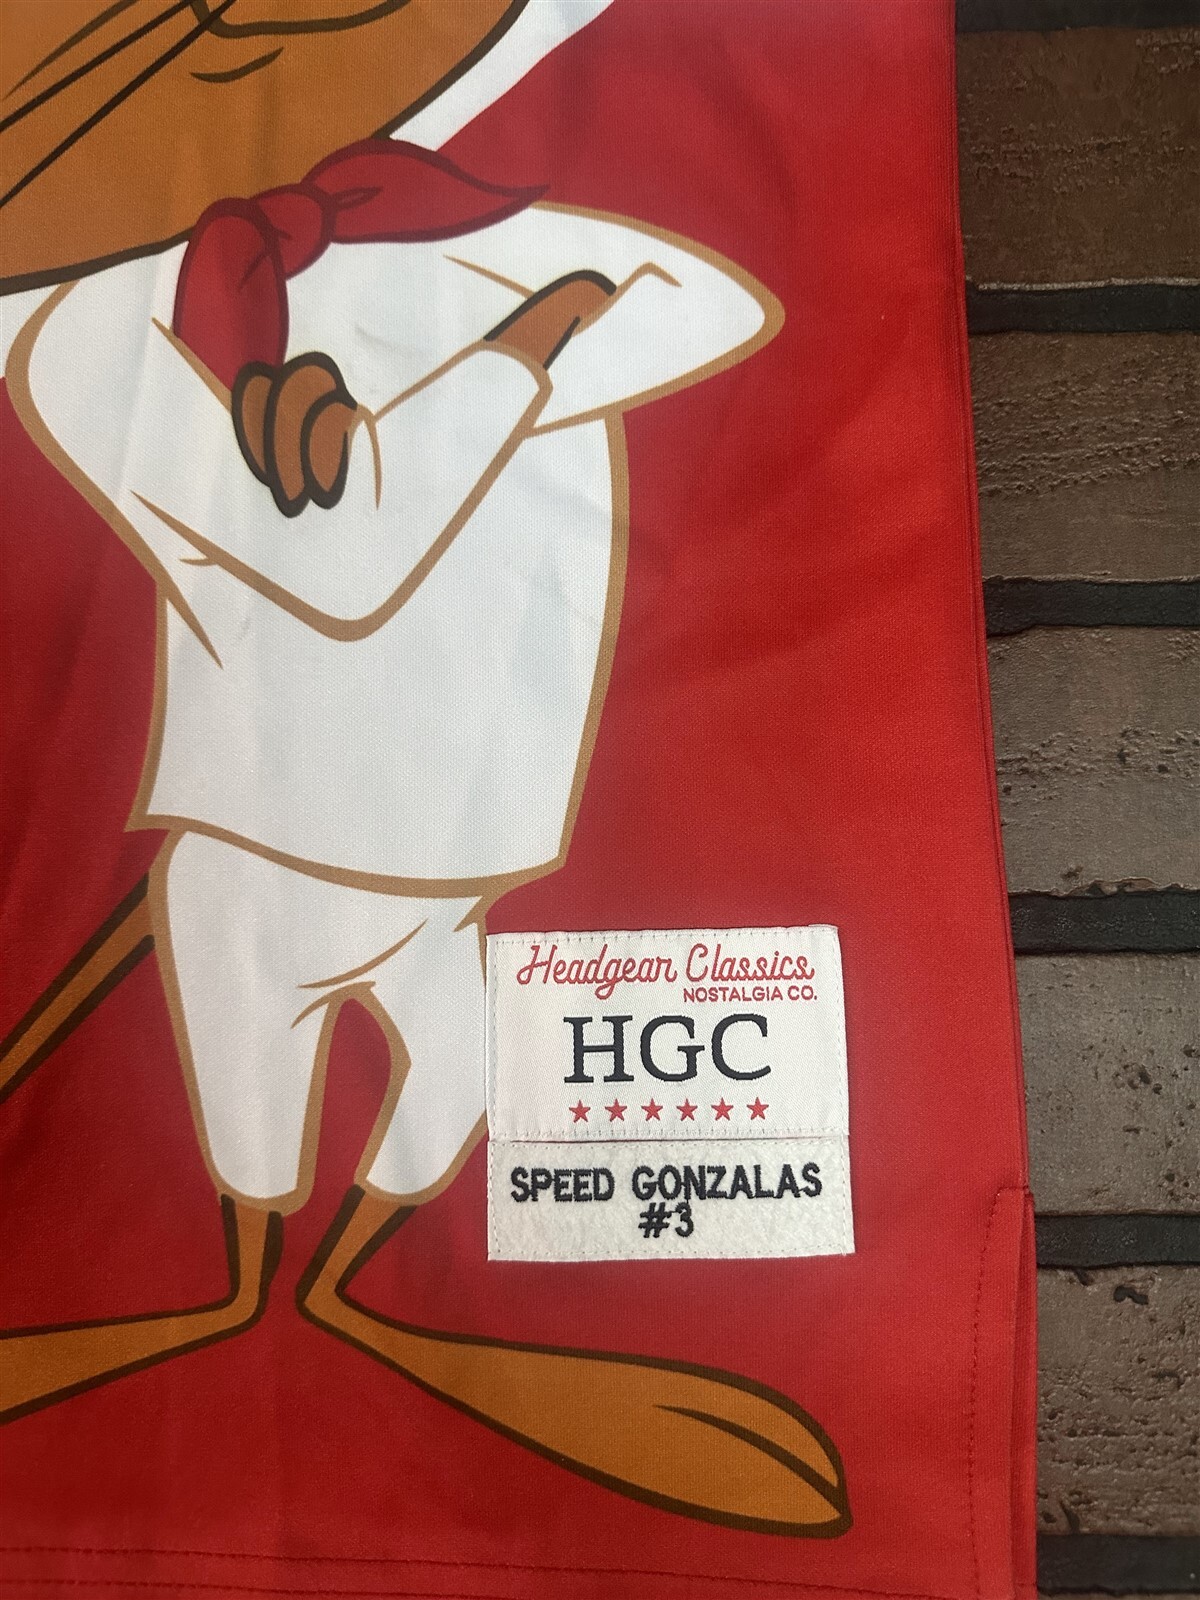 Headgear Classics
NOSTALGIA CO.
HGC
SPEED GONZALAS
#3